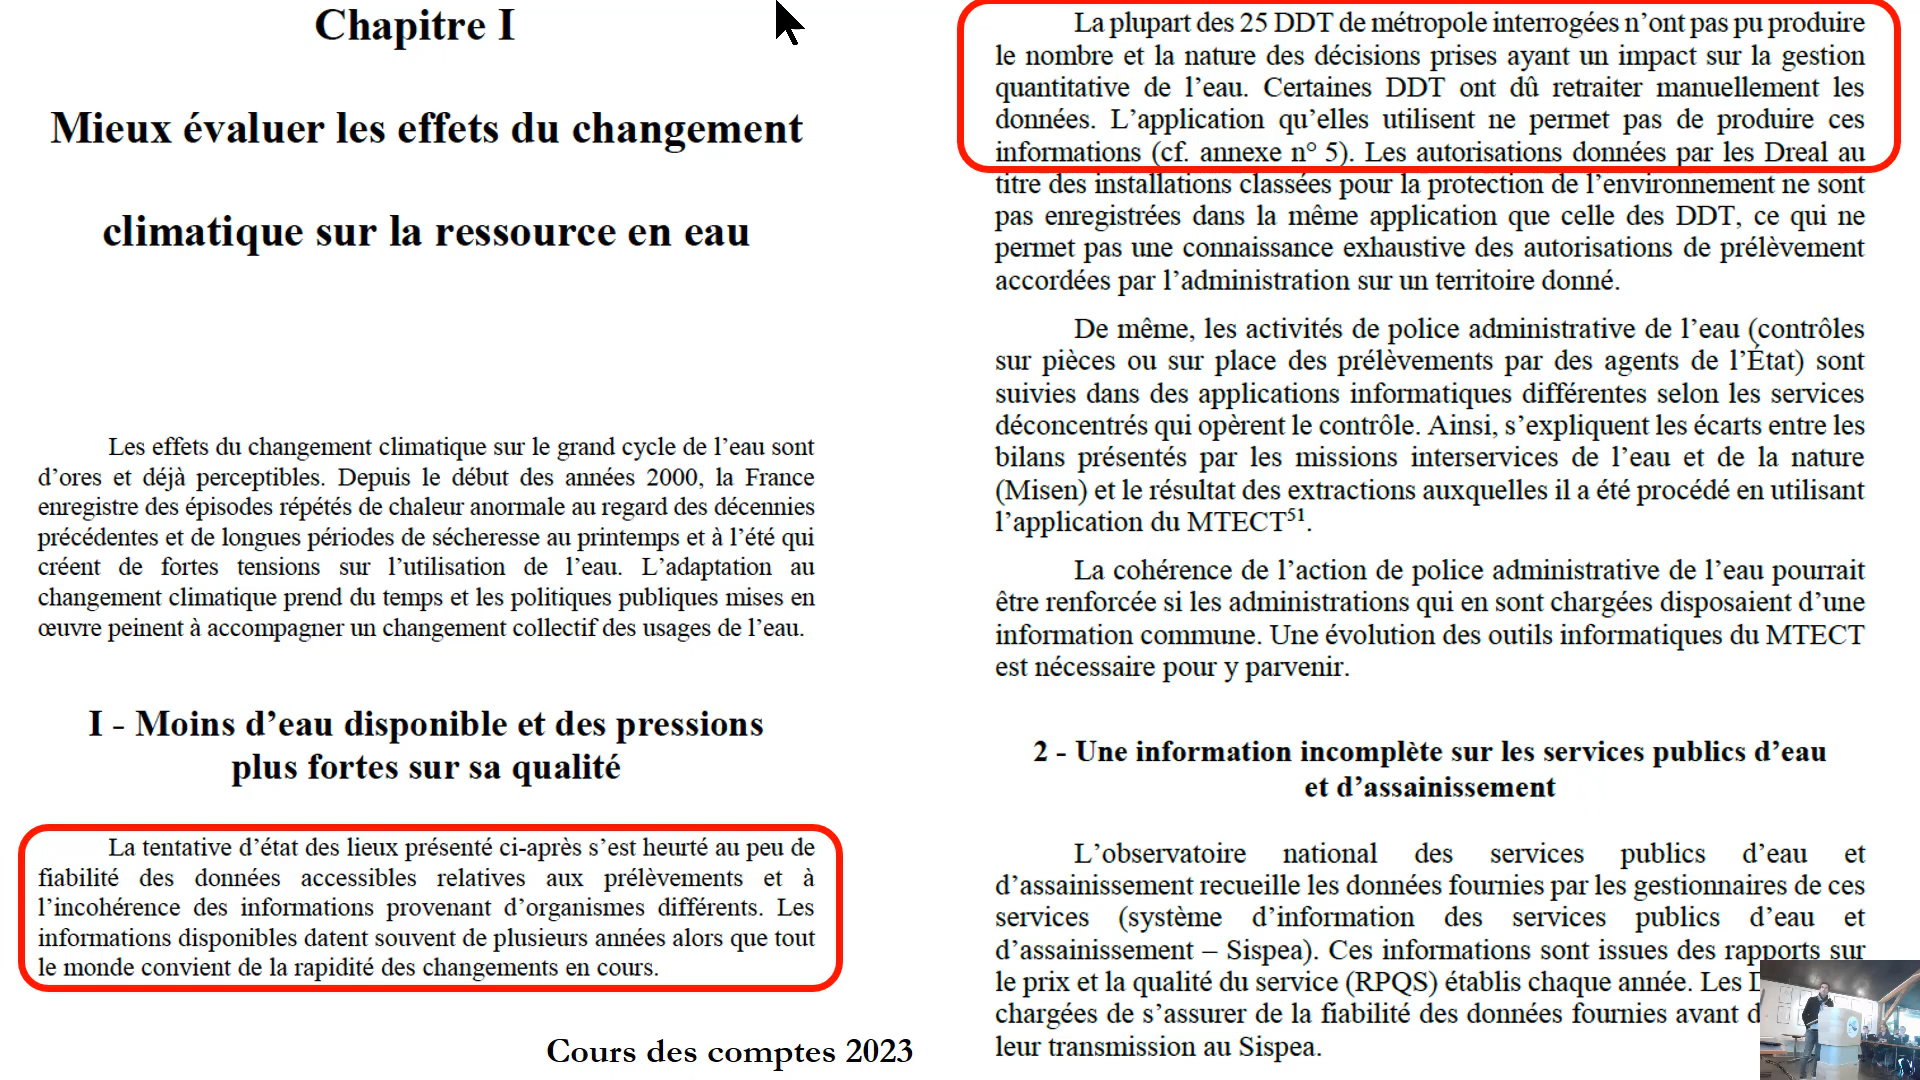 Chapitre I
Mieux évaluer les effets du changement
climatique sur la ressource en eau
Les effets du changement climatique sur le grand cycle de l’eau sont
d’ores et déjà perceptibles. Depuis le début des années 2000, la France
enregistre des épisodes répétés de chaleur anormale au regard des décennies
précédentes et de longues périodes de sécheresse au printemps et à l’été qui
créent de fortes tensions sur l’utilisation de l’eau. L’adaptation au
changement climatique prend du temps et les politiques publiques mises en
œuvre peinent à accompagner un changement collectif des usages de l’eau.
I - Moins d’eau disponible et des pressions
plus fortes sur sa qualité
La tentative d’état des lieux présenté ci-après s’est heurté au peu de
fiabilité des données accessibles relatives aux prélèvements et à
l’incohérence des informations provenant d’organismes différents. Les
informations disponibles datent souvent de plusieurs années alors que tout
le monde convient de la rapidité des changements en cours.
Cours des comptes 2023
La plupart des 25 DDT de métropole interrogées n’ont pas pu produire
le nombre et la nature des décisions prises ayant un impact sur la gestion
quantitative de l’eau. Certaines DDT ont dû retraiter manuellement les
données. L’application qu’elles utilisent ne permet pas de produire ces
informations (cf. annexe n° 5). Les autorisations données par les Dreal au
titre des installations classées pour la protection de l’environnement ne sont
pas enregistrées dans la même application que celle des DDT, ce qui ne
permet pas une connaissance exhaustive des autorisations de prélèvement
accordées par l’administration sur un territoire donné.
De même, les activités de police administrative de l’eau (contrôles
sur pièces ou sur place des prélèvements par des agents de l’État) sont
suivies dans des applications informatiques différentes selon les services
déconcentrés qui opèrent le contrôle. Ainsi, s’expliquent les écarts entre les
bilans présentés par les missions interservices de l’eau et de la nature
(Misen) et le résultat des extractions auxquelles il a été procédé en utilisant
l’application du MTECT⁵¹.
La cohérence de l’action de police administrative de l’eau pourrait
être renforcée si les administrations qui en sont chargées disposaient d’une
information commune. Une évolution des outils informatiques du MTECT
est nécessaire pour y parvenir.
2 - Une information incomplète sur les services publics d’eau
et d’assainissement
L’observatoire national des services publics d’eau et
d’assainissement recueille les données fournies par les gestionnaires de ces
services (système d’information des services publics d’eau et
d’assainissement – Sispea). Ces informations sont issues des rapports sur
le prix et la qualité du service (RPQS) établis chaque année. Les
chargées de s’assurer de la fiabilité des données fournies avant
leur transmission au Sispea.